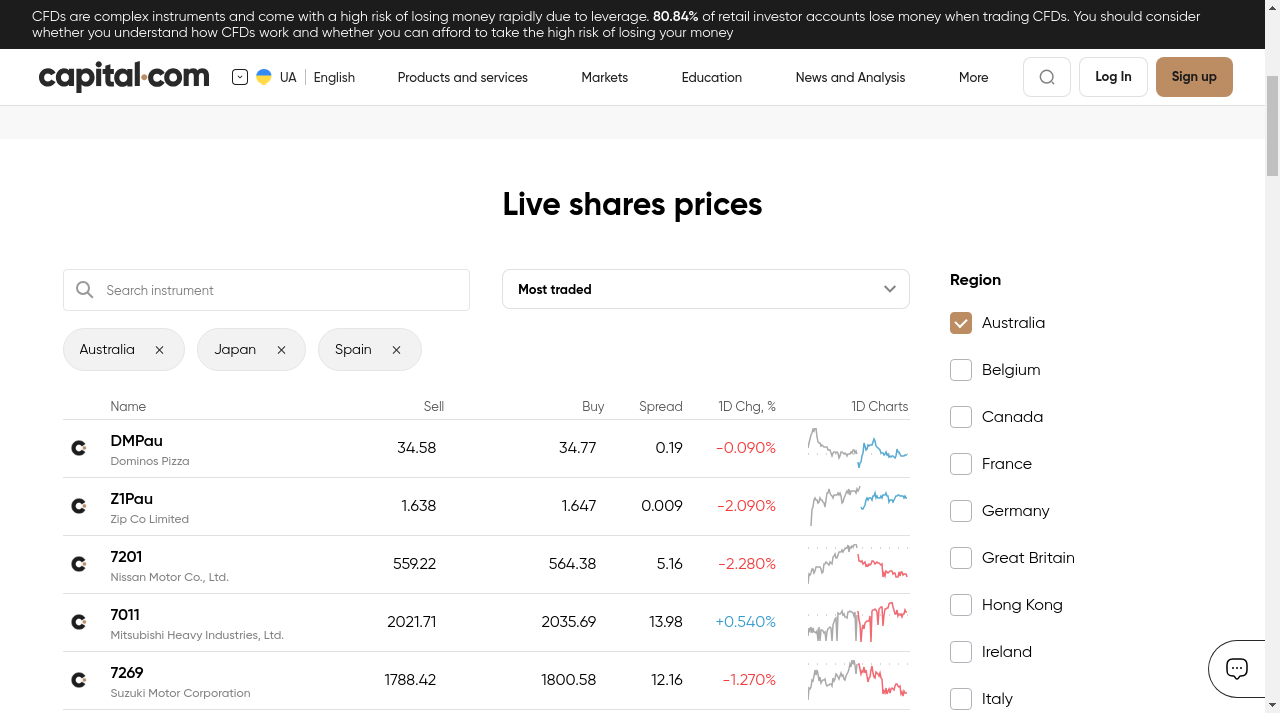 CFDs are complex instruments and come with a high risk of losing money rapidly due to leverage. 80.84% of retail investor accounts lose money when trading CFDs. You should consider
whether you understand how CFDs work and whether you can afford to take the high risk of losing your money
capital.com
UA English
Products and services
Markets
Education
News and Analysis
More
Log In
Sign up
Live shares prices
Search instrument
Most traded
Australia
Japan
Spain
Name Sell Buy Spread 1D Chg, % 1D Charts
DMPau
Dominos Pizza
34.58 34.77 0.19 -0.090%
Z1Pau
Zip Co Limited
1.638 1.647 0.009 -2.090%
7201
Nissan Motor Co., Ltd.
559.22 564.38 5.16 -2.280%
7011
Mitsubishi Heavy Industries, Ltd.
2021.71 2035.69 13.98 +0.540%
7269
Suzuki Motor Corporation
1788.42 1800.58 12.16 -1.270%
Region
Australia
Belgium
Canada
France
Germany
Great Britain
Hong Kong
Ireland
Italy